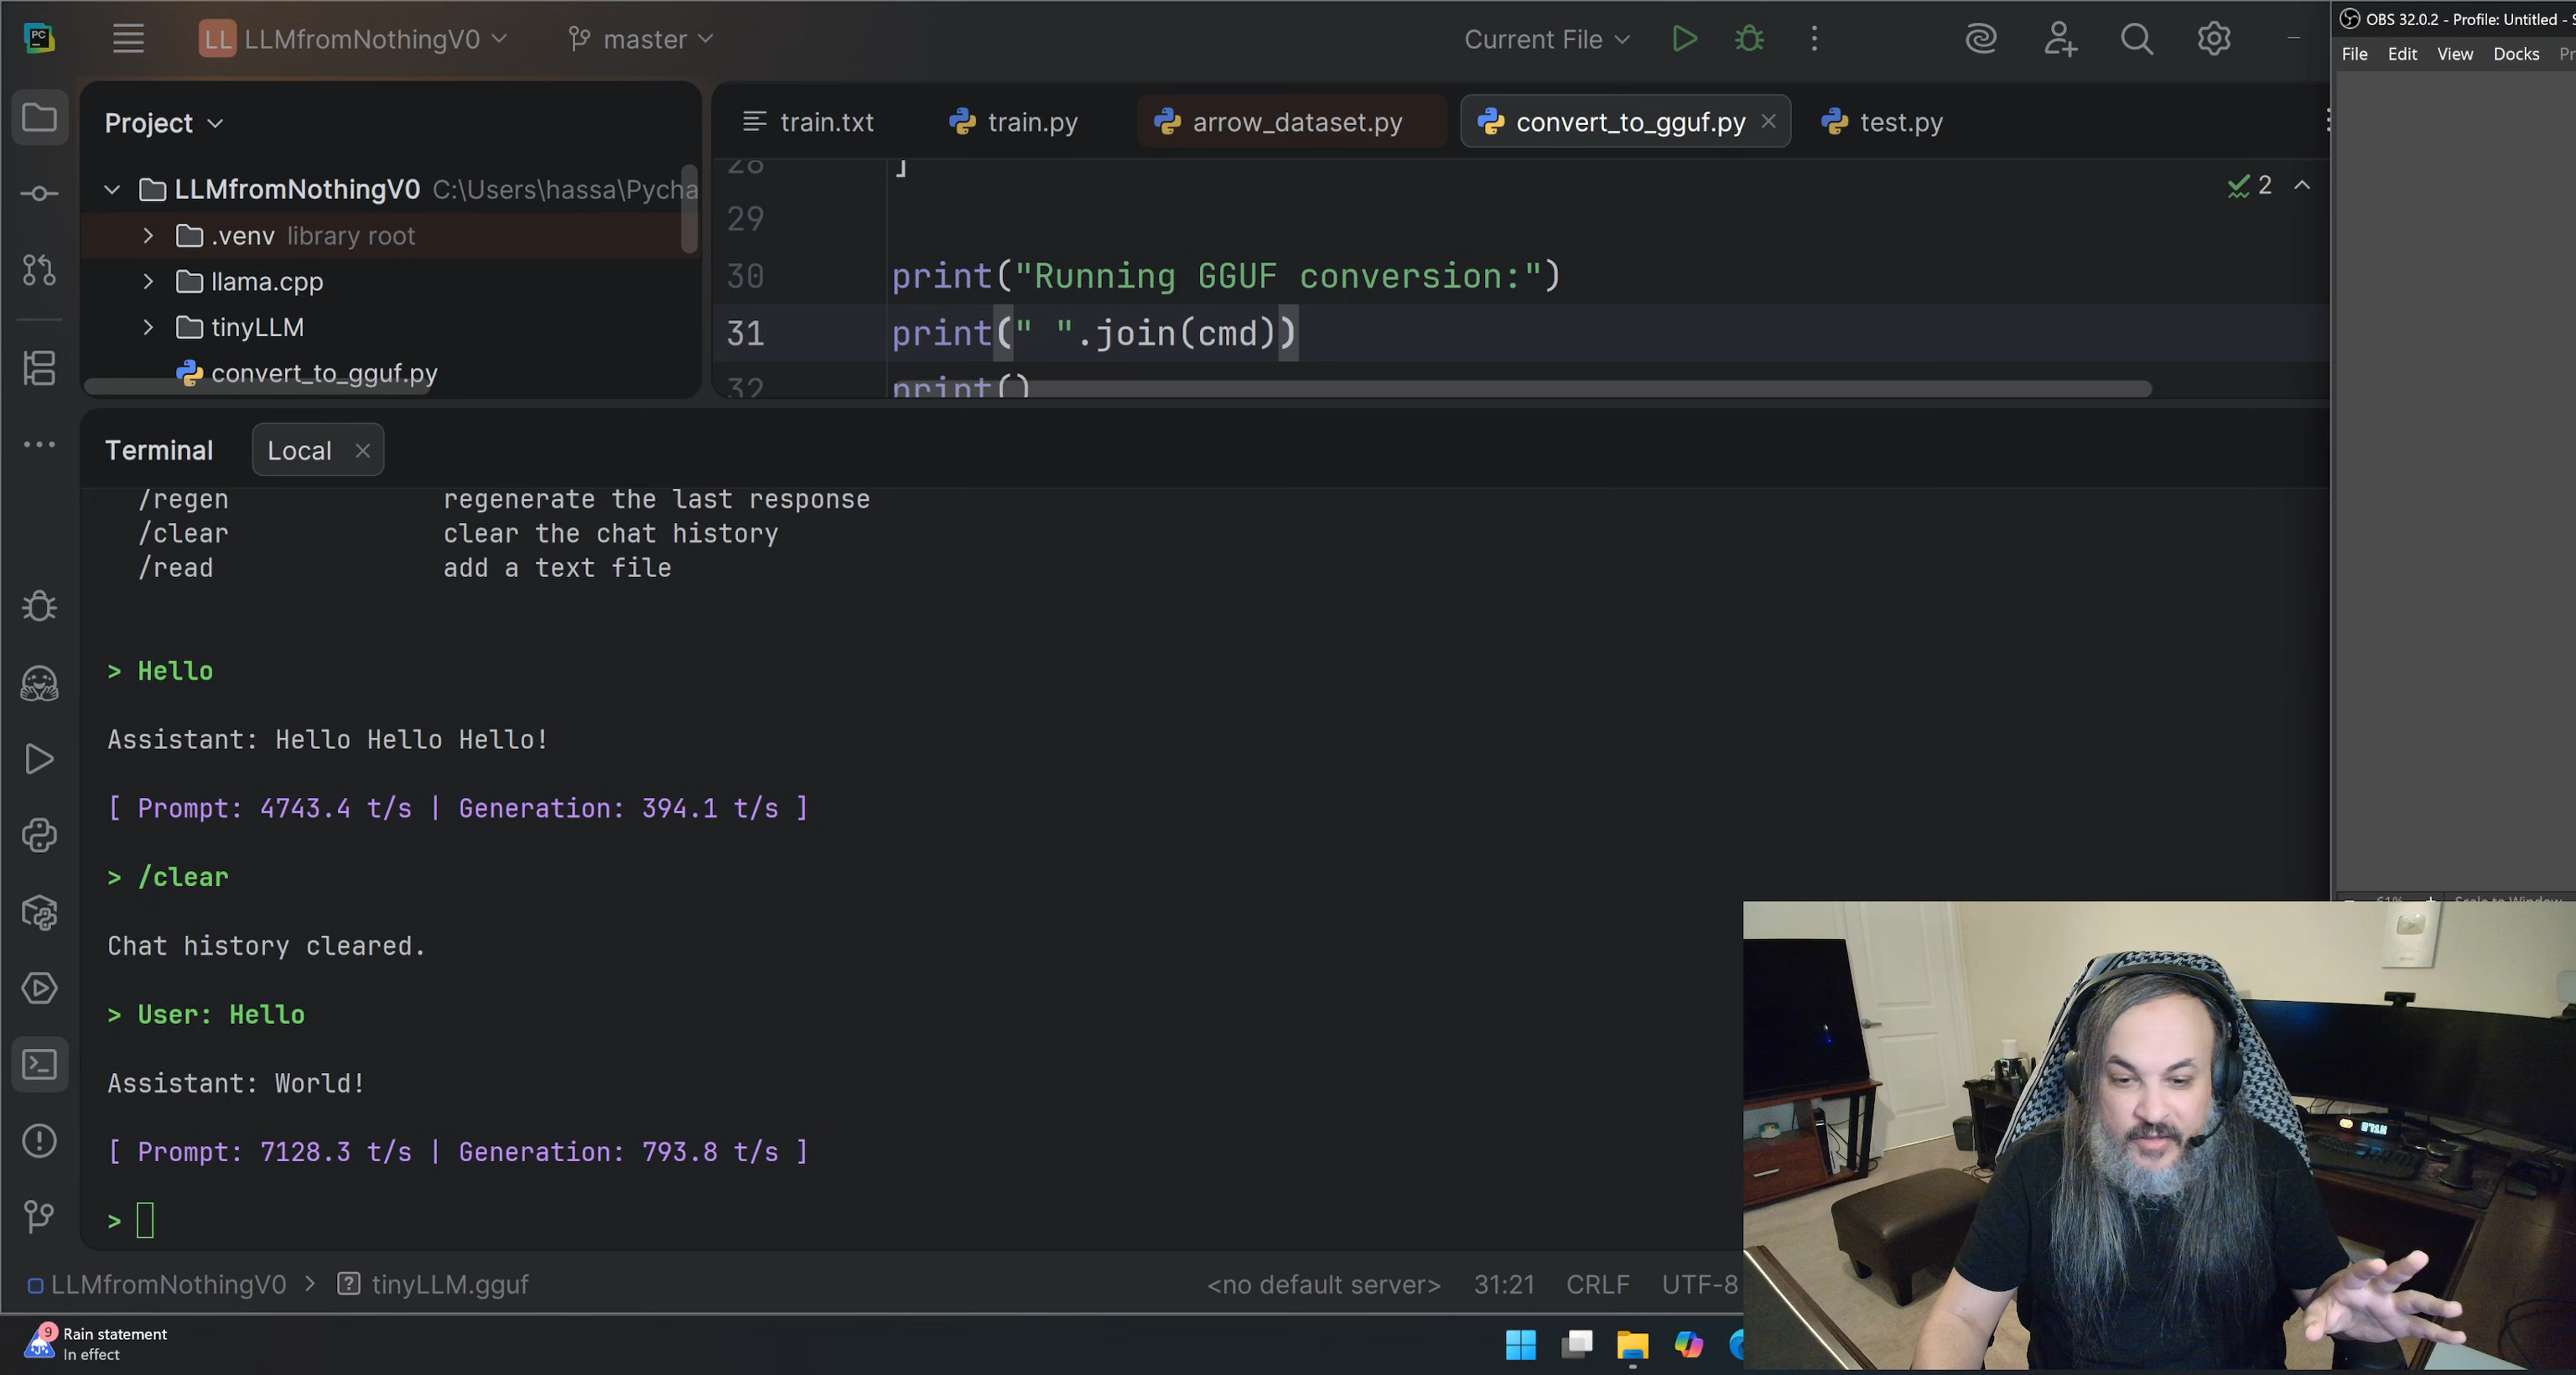 PC
LL LLMfromNothingV0
master
Current File
OBS 32.0.2 - Profile: Untitled -
File Edit View Docks
Project
train.txt
train.py
arrow_dataset.py
convert_to_gguf.py
test.py
LLMfromNothingV0 C:\Users\hassa\Pycha
.venv library root
llama.cpp
tinyLLM
convert_to_gguf.py
28 ]
29
30 print("Running GGUF conversion:")
31 print(" ".join(cmd))
32 print()
2
Terminal Local
/regen regenerate the last response
/clear clear the chat history
/read add a text file
> Hello
Assistant: Hello Hello Hello!
[ Prompt: 4743.4 t/s | Generation: 394.1 t/s ]
> /clear
Chat history cleared.
> User: Hello
Assistant: World!
[ Prompt: 7128.3 t/s | Generation: 793.8 t/s ]
>
LLMfromNothingV0 > tinyLLM.gguf
<no default server> 31:21 CRLF UTF-8
9
Rain statement
In effect